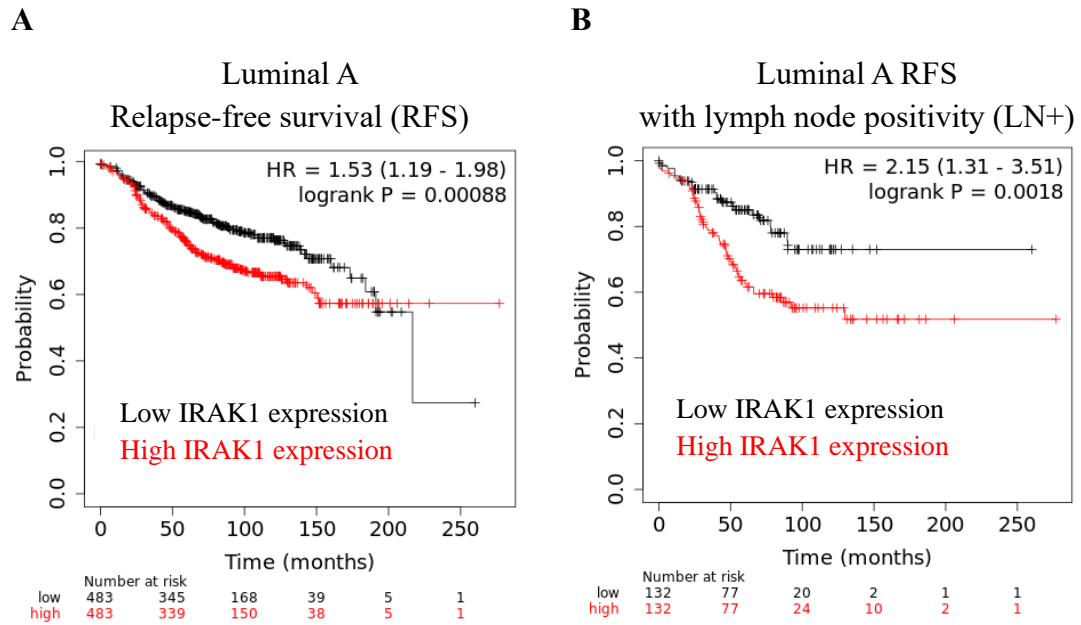 A
Luminal A
Relapse-free survival (RFS)
HR = 1.53 (1.19 - 1.98)
logrank P = 0.00088
Probability
1.0
0.8
0.6
0.4
0.2
0.0
Low IRAK1 expression
High IRAK1 expression
0 50 100 150 200 250
Time (months)
Number at risk
low 483 345 168 39 5 1
high 483 339 150 38 5 1
B
Luminal A RFS
with lymph node positivity (LN+)
HR = 2.15 (1.31 - 3.51)
logrank P = 0.0018
Probability
1.0
0.8
0.6
0.4
0.2
0.0
Low IRAK1 expression
High IRAK1 expression
0 50 100 150 200 250
Time (months)
Number at risk
low 132 77 20 2 1 1
high 132 77 24 10 2 1